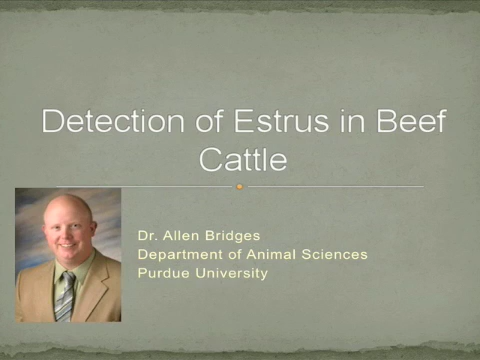 Detection of Estrus in Beef
Cattle
Dr. Allen Bridges
Department of Animal Sciences
Purdue University